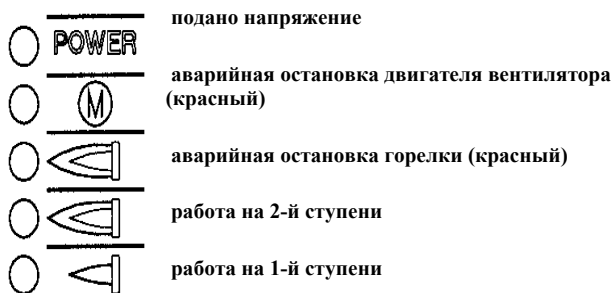 подано напряжение
POWER
аварийная остановка двигателя вентилятора
(красный)
M
аварийная остановка горелки (красный)
работа на 2-й ступени
работа на 1-й ступени